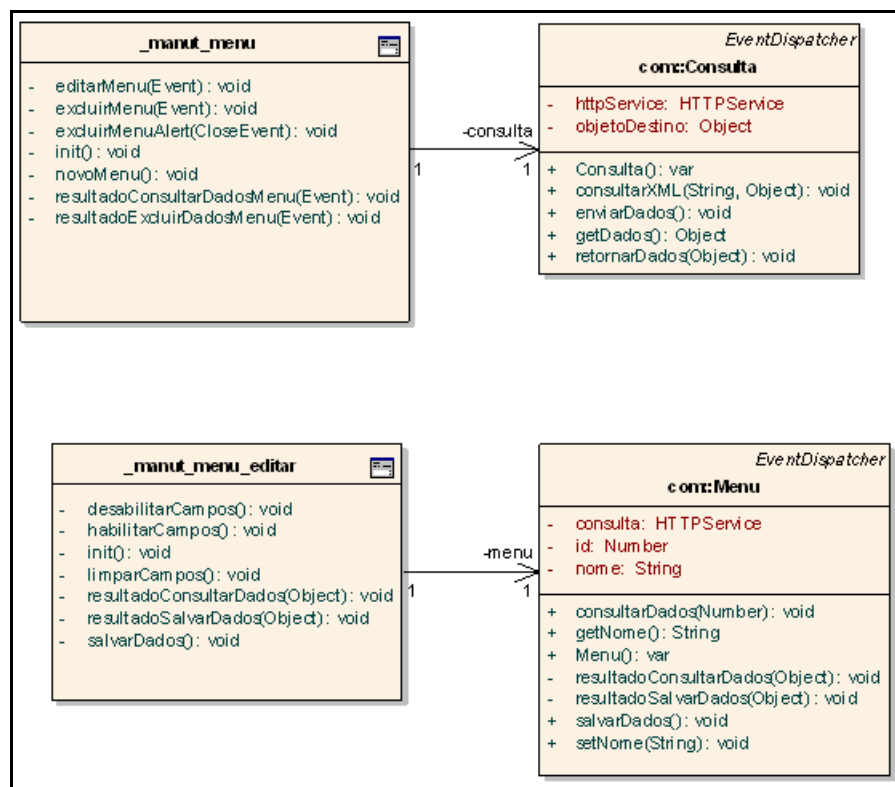 _manut_menu
- editarMenu(Event): void
- excluirMenu(Event): void
- excluirMenuAlert(CloseEvent): void
- init(): void
- novoMenu(): void
- resultadoConsultarDadosMenu(Event): void
- resultadoExcluirDadosMenu(Event): void
-consulta
1
1
EventDispatcher
com::Consulta
- httpService: HTTPService
- objetoDestino: Object
+ Consulta(): var
+ consultarXML(String, Object): void
+ enviarDados(): void
+ getDados(): Object
+ retornarDados(Object): void
_manut_menu_editar
- desabilitarCampos(): void
- habilitarCampos(): void
- init(): void
- limparCampos(): void
- resultadoConsultarDados(Object): void
- resultadoSalvarDados(Object): void
- salvarDados(): void
-menu
1
1
EventDispatcher
com::Menu
- consulta: HTTPService
- id: Number
- nome: String
+ consultarDados(Number): void
+ getNome(): String
+ Menu(): var
- resultadoConsultarDados(Object): void
- resultadoSalvarDados(Object): void
+ salvarDados(): void
+ setNome(String): void